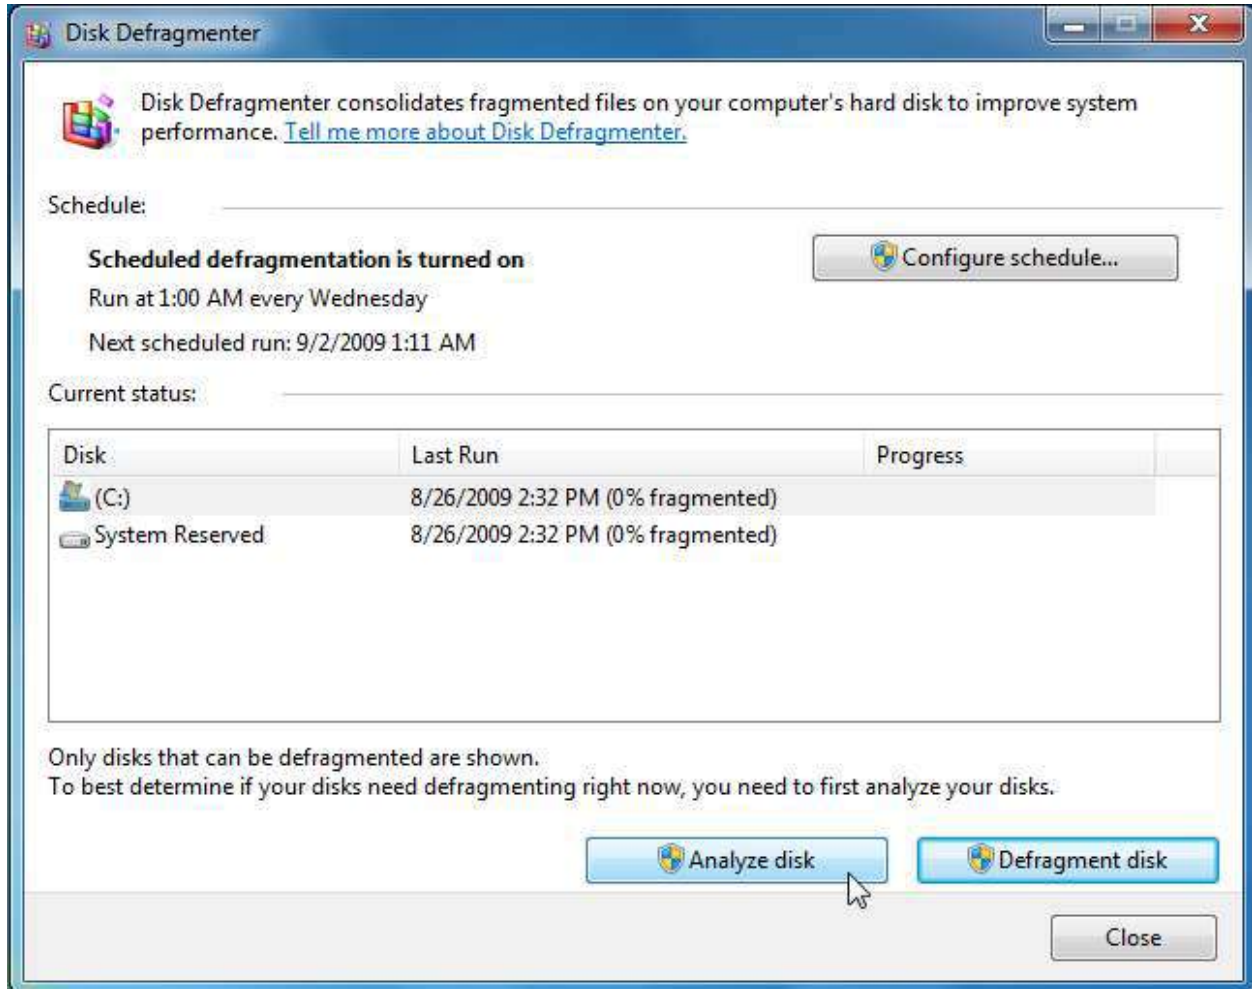 Disk Defragmenter
Disk Defragmenter consolidates fragmented files on your computer's hard disk to improve system
performance. Tell me more about Disk Defragmenter.
Schedule:
Scheduled defragmentation is turned on
Configure schedule...
Run at 1:00 AM every Wednesday
Next scheduled run: 9/2/2009 1:11 AM
Current status:
Disk Last Run Progress
(C:) 8/26/2009 2:32 PM (0% fragmented)
System Reserved 8/26/2009 2:32 PM (0% fragmented)
Only disks that can be defragmented are shown.
To best determine if your disks need defragmenting right now, you need to first analyze your disks.
Analyze disk Defragment disk
Close